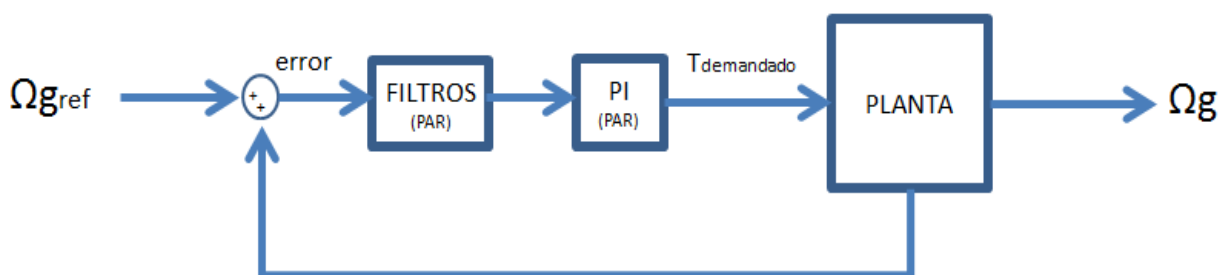 Ωgref
+
+
error
FILTROS
(PAR)
PI
(PAR)
Tdemandado
PLANTA
Ωg